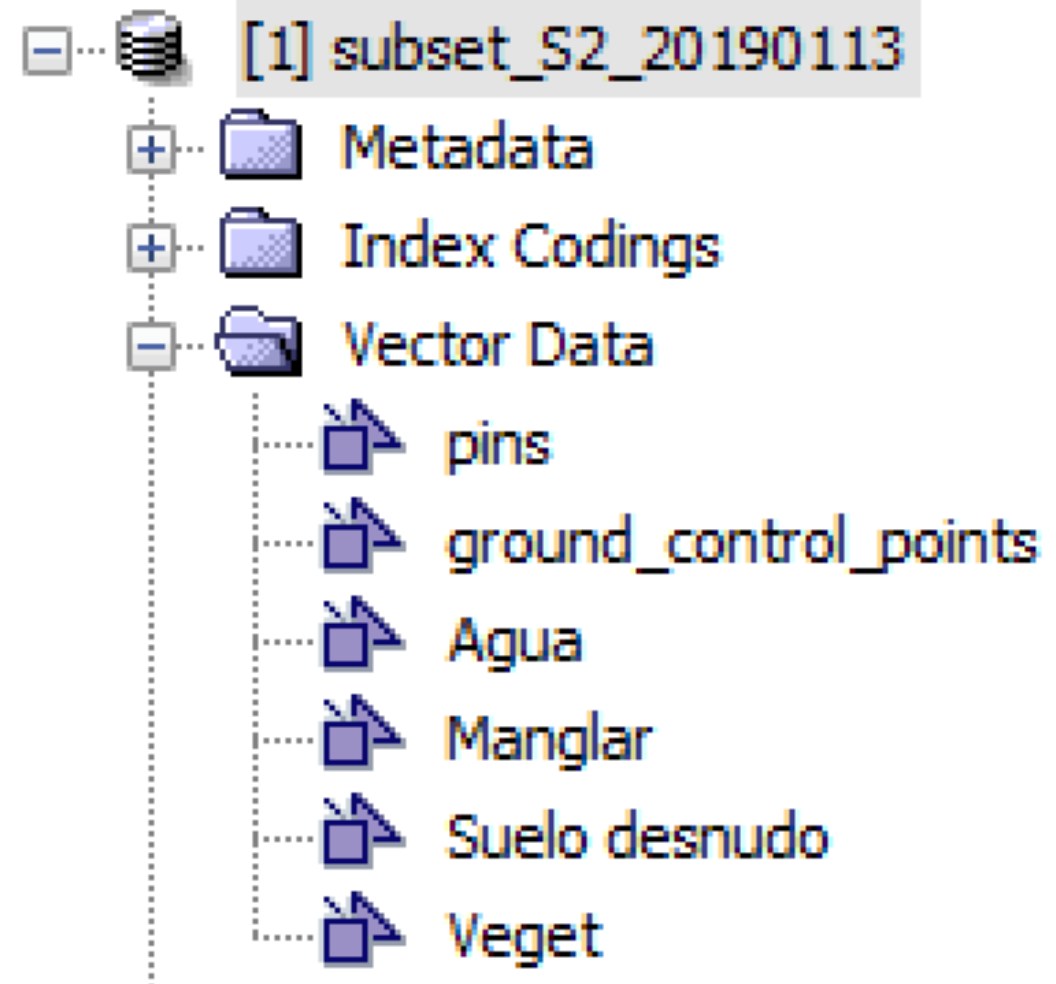 [1] subset_S2_20190113
Metadata
Index Codings
Vector Data
pins
ground_control_points
Agua
Manglar
Suelo desnudo
Veget